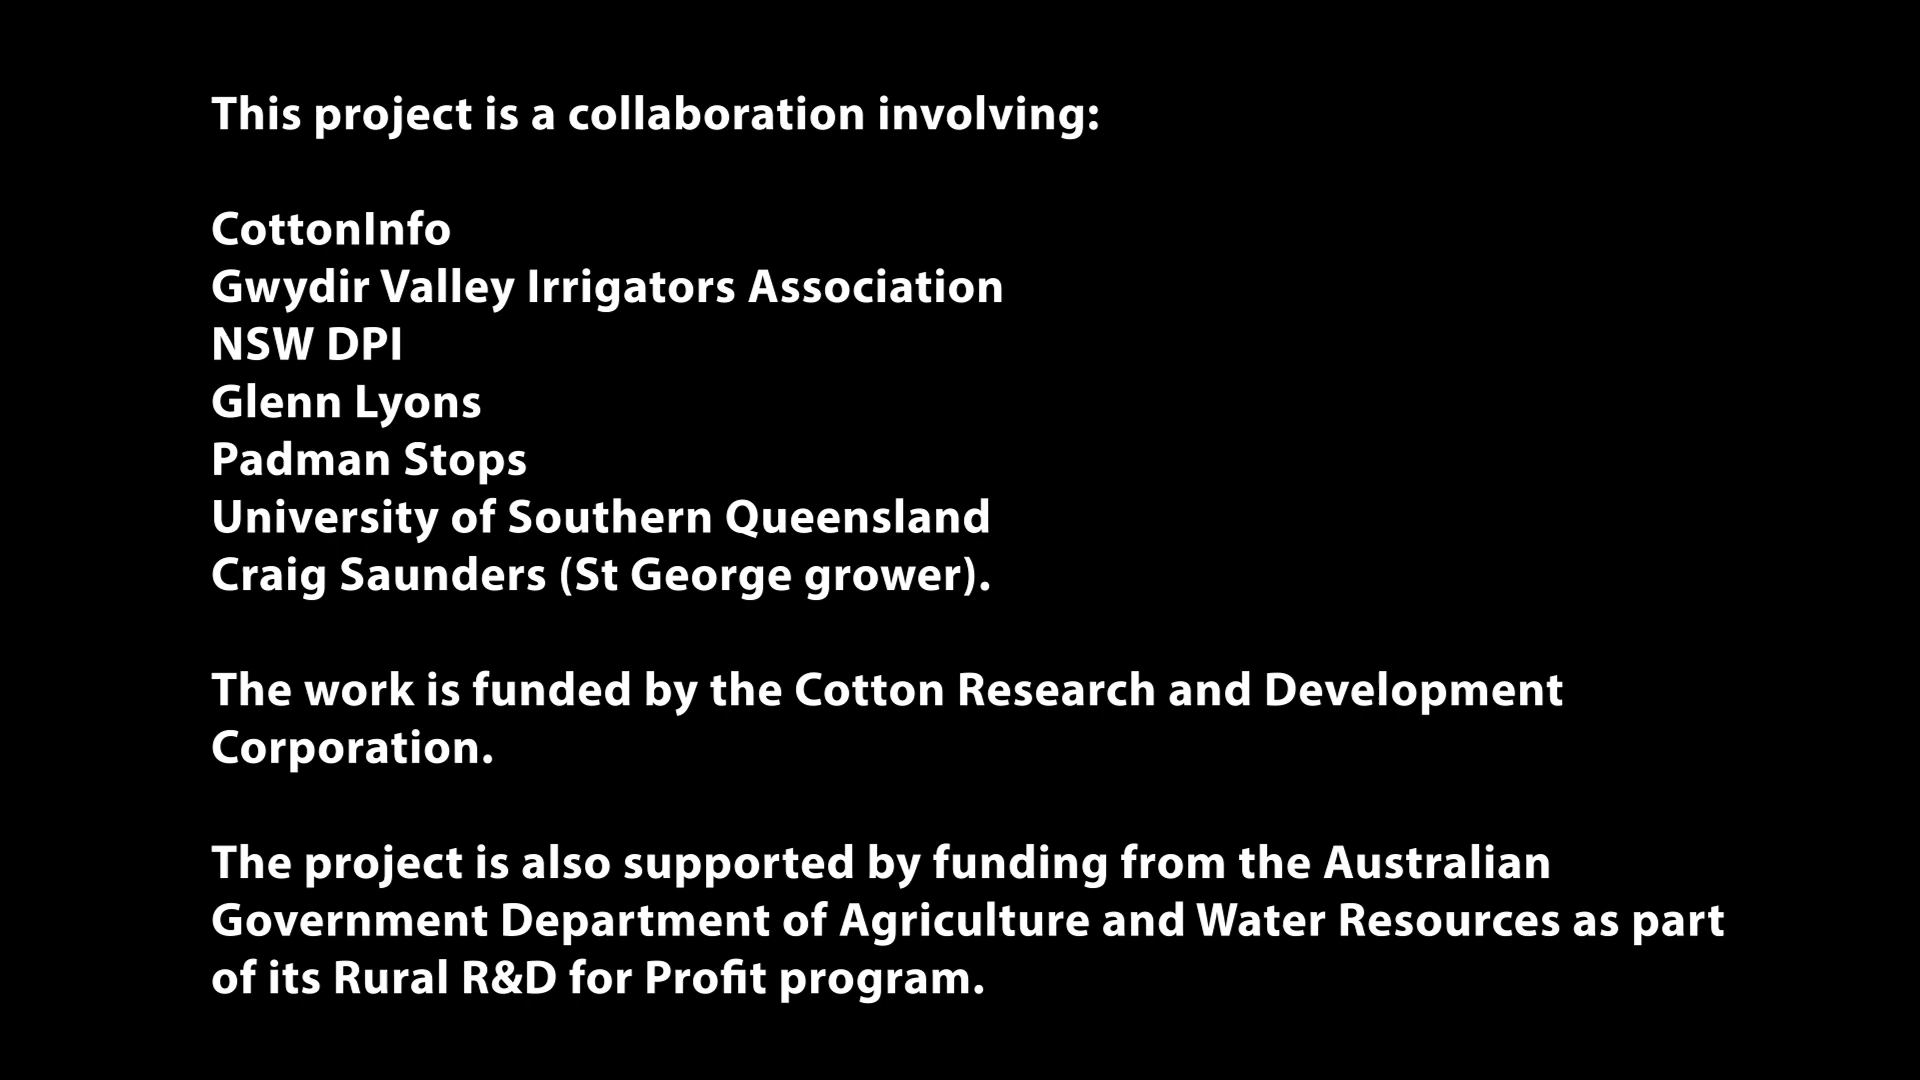 This project is a collaboration involving:
CottonInfo
Gwydir Valley Irrigators Association
NSW DPI
Glenn Lyons
Padman Stops
University of Southern Queensland
Craig Saunders (St George grower).
The work is funded by the Cotton Research and Development
Corporation.
The project is also supported by funding from the Australian
Government Department of Agriculture and Water Resources as part
of its Rural R&D for Profit program.